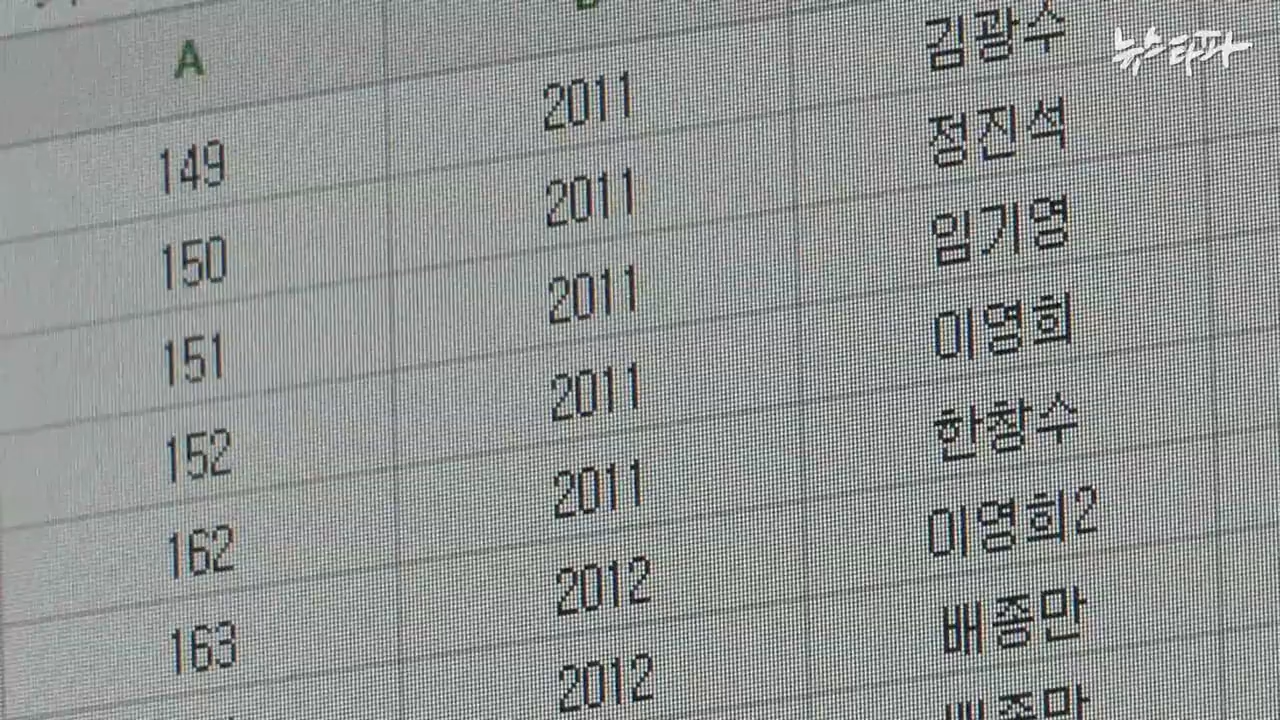 뉴스타파
A
149 2011 김광수
150 2011 정진석
151 2011 임기영
152 2011 이영희
162 2011 한창수
163 2012 이영희2
2012 배종만